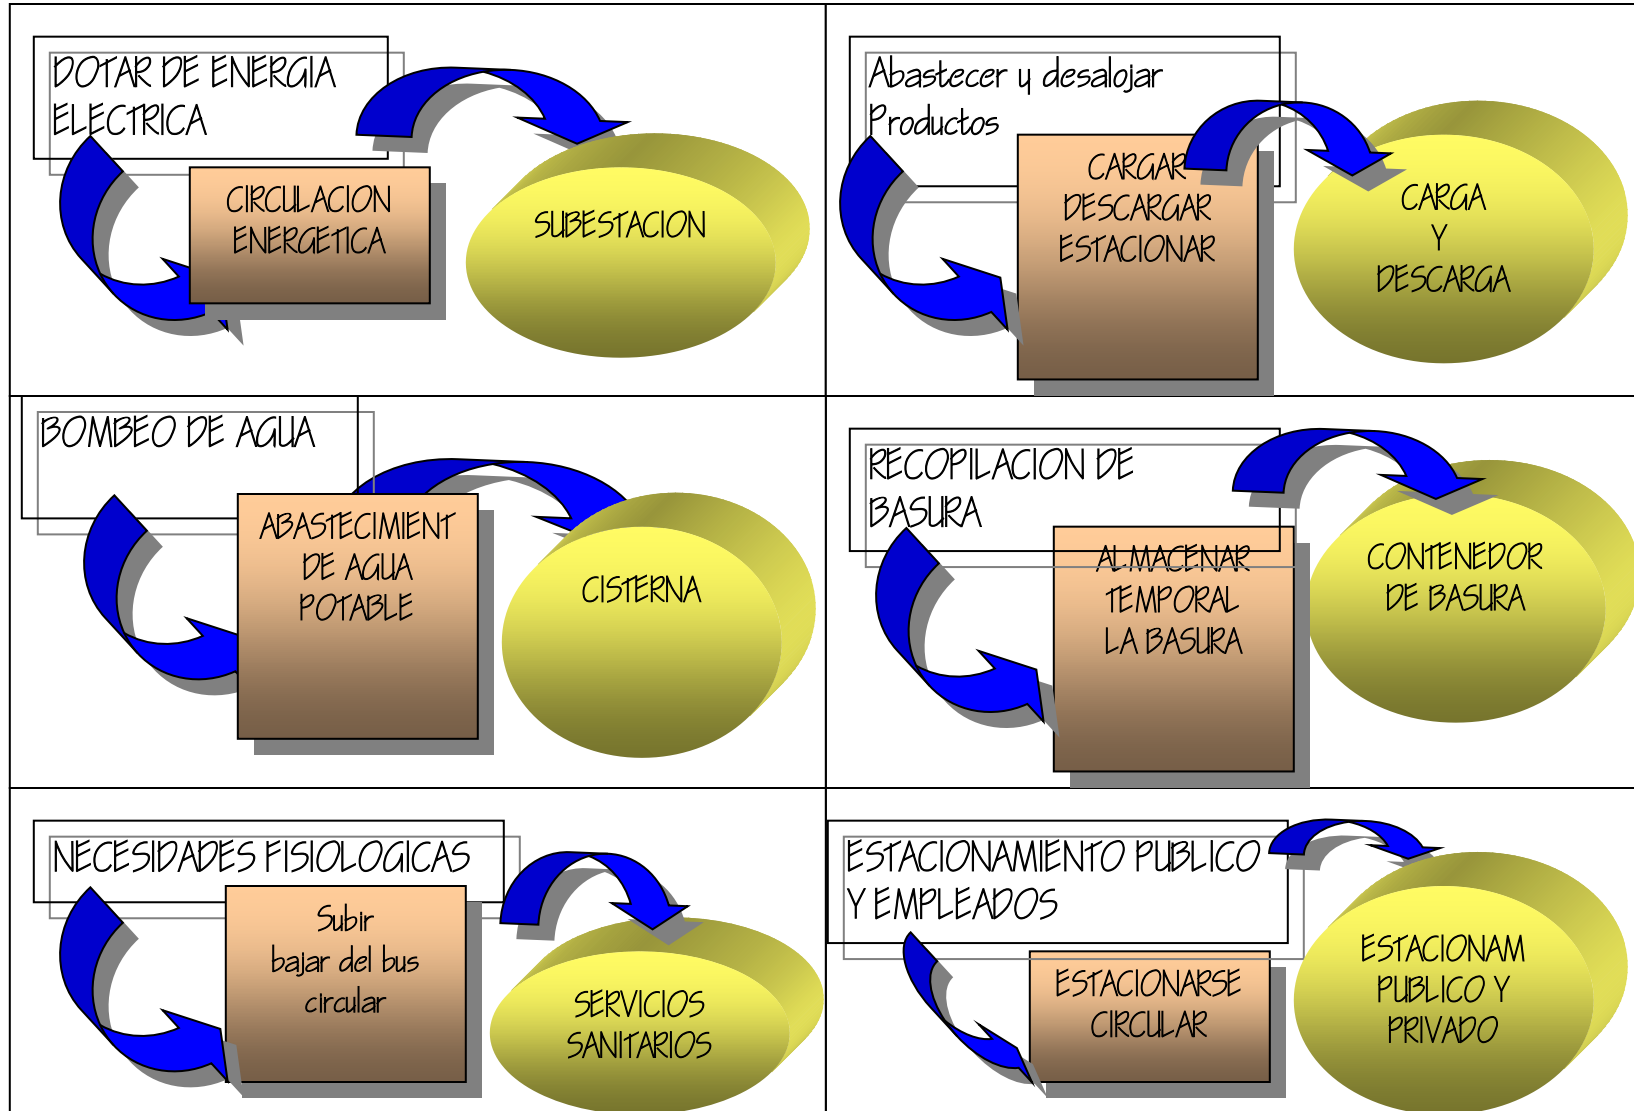 DOTAR DE ENERGIA
ELECTRICA
CIRCULACION
ENERGETICA
SUBESTACION
Abastecer y desalojar
Productos
CARGAR
DESCARGAR
ESTACIONAR
CARGA
Y
DESCARGA
BOMBEO DE AGUA
ABASTECIMIENT
DE AGUA
POTABLE
CISTERNA
RECOPILACION DE
BASURA
ALMACENAR
TEMPORAL
LA BASURA
CONTENEDOR
DE BASURA
NECESIDADES FISIOLOGICAS
Subir
bajar del bus
circular
SERVICIOS
SANITARIOS
ESTACIONAMIENTO PUBLICO
Y EMPLEADOS
ESTACIONARSE
CIRCULAR
ESTACIONAM
PUBLICO Y
PRIVADO